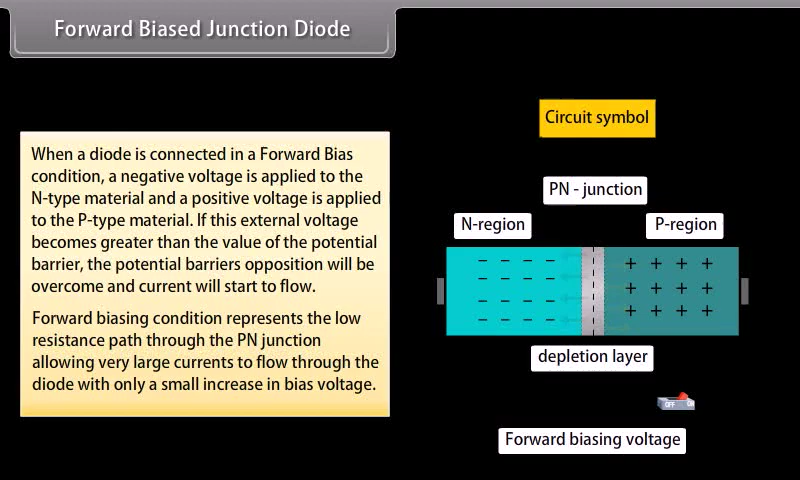 Forward Biased Junction Diode
When a diode is connected in a Forward Bias
condition, a negative voltage is applied to the
N-type material and a positive voltage is applied
to the P-type material. If this external voltage
becomes greater than the value of the potential
barrier, the potential barriers opposition will be
overcome and current will start to flow.
Forward biasing condition represents the low
resistance path through the PN junction
allowing very large currents to flow through the
diode with only a small increase in bias voltage.
Circuit symbol
PN - junction
N-region P-region
− − − − + + + +
− − − −
− − − − + + + +
− − − − + + + +
depletion layer
OFF ON
Forward biasing voltage